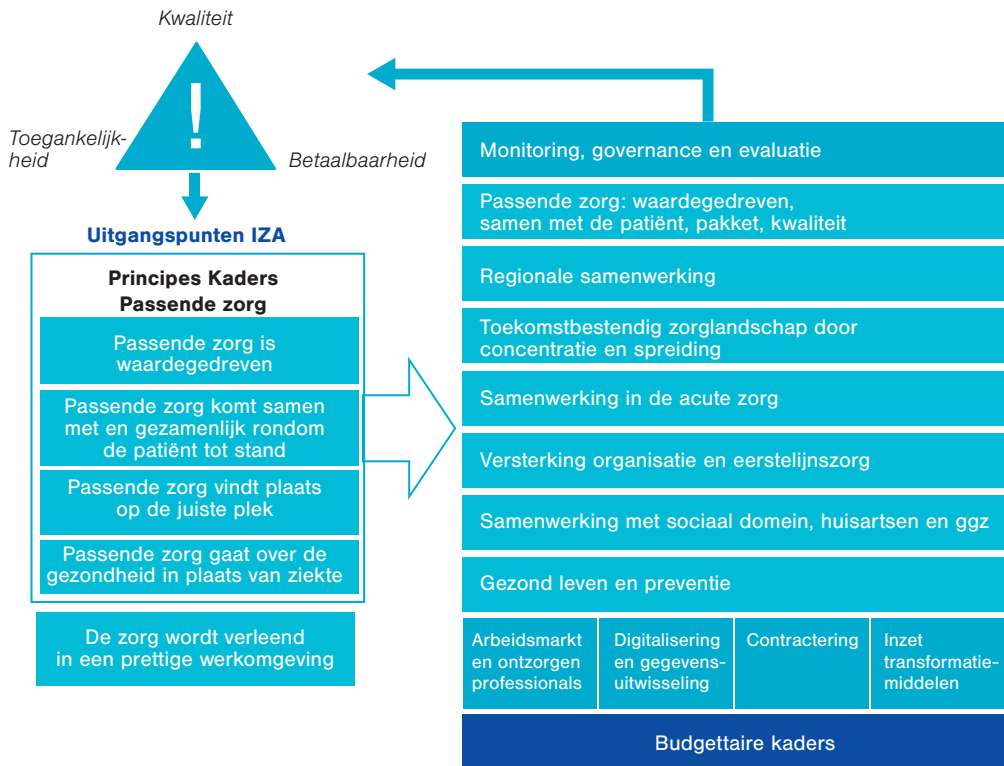 Kwaliteit
!
Toegankelijk-
heid
Betaalbaarheid
Uitgangspunten IZA
Principes Kaders
Passende zorg
Passende zorg is
waardegedreven
Passende zorg komt samen
met en gezamenlijk rondom
de patiënt tot stand
Passende zorg vindt plaats
op de juiste plek
Passende zorg gaat over de
gezondheid in plaats van ziekte
De zorg wordt verleend
in een prettige werkomgeving
Monitoring, governance en evaluatie
Passende zorg: waardegedreven,
samen met de patiënt, pakket, kwaliteit
Regionale samenwerking
Toekomstbestendig zorglandschap door
concentratie en spreiding
Samenwerking in de acute zorg
Versterking organisatie en eerstelijnszorg
Samenwerking met sociaal domein, huisartsen en ggz
Gezond leven en preventie
Arbeidsmarkt
en ontzorgen
professionals
Digitalisering
en gegevens-
uitwisseling
Contractering
Inzet
transformatie-
middelen
Budgettaire kaders